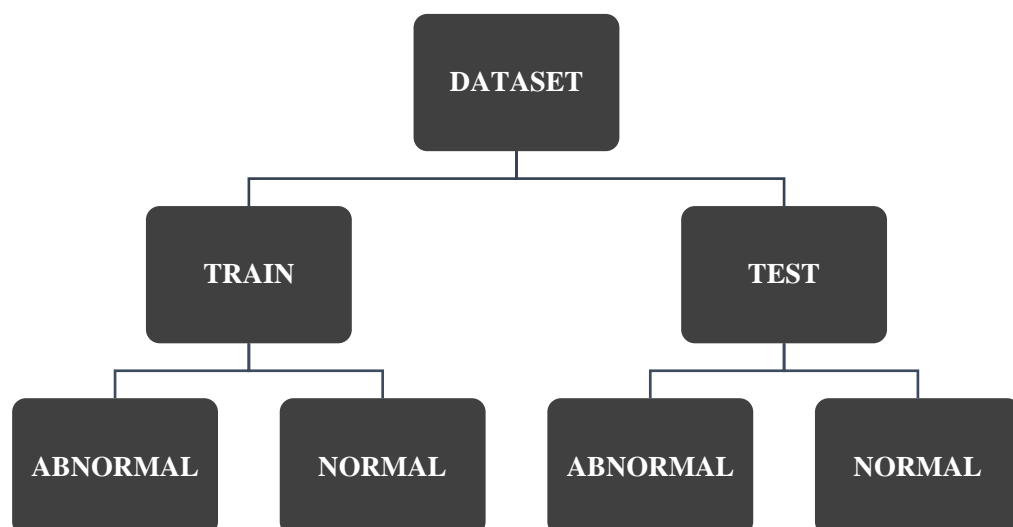 DATASET
TRAIN
TEST
ABNORMAL
NORMAL
ABNORMAL
NORMAL